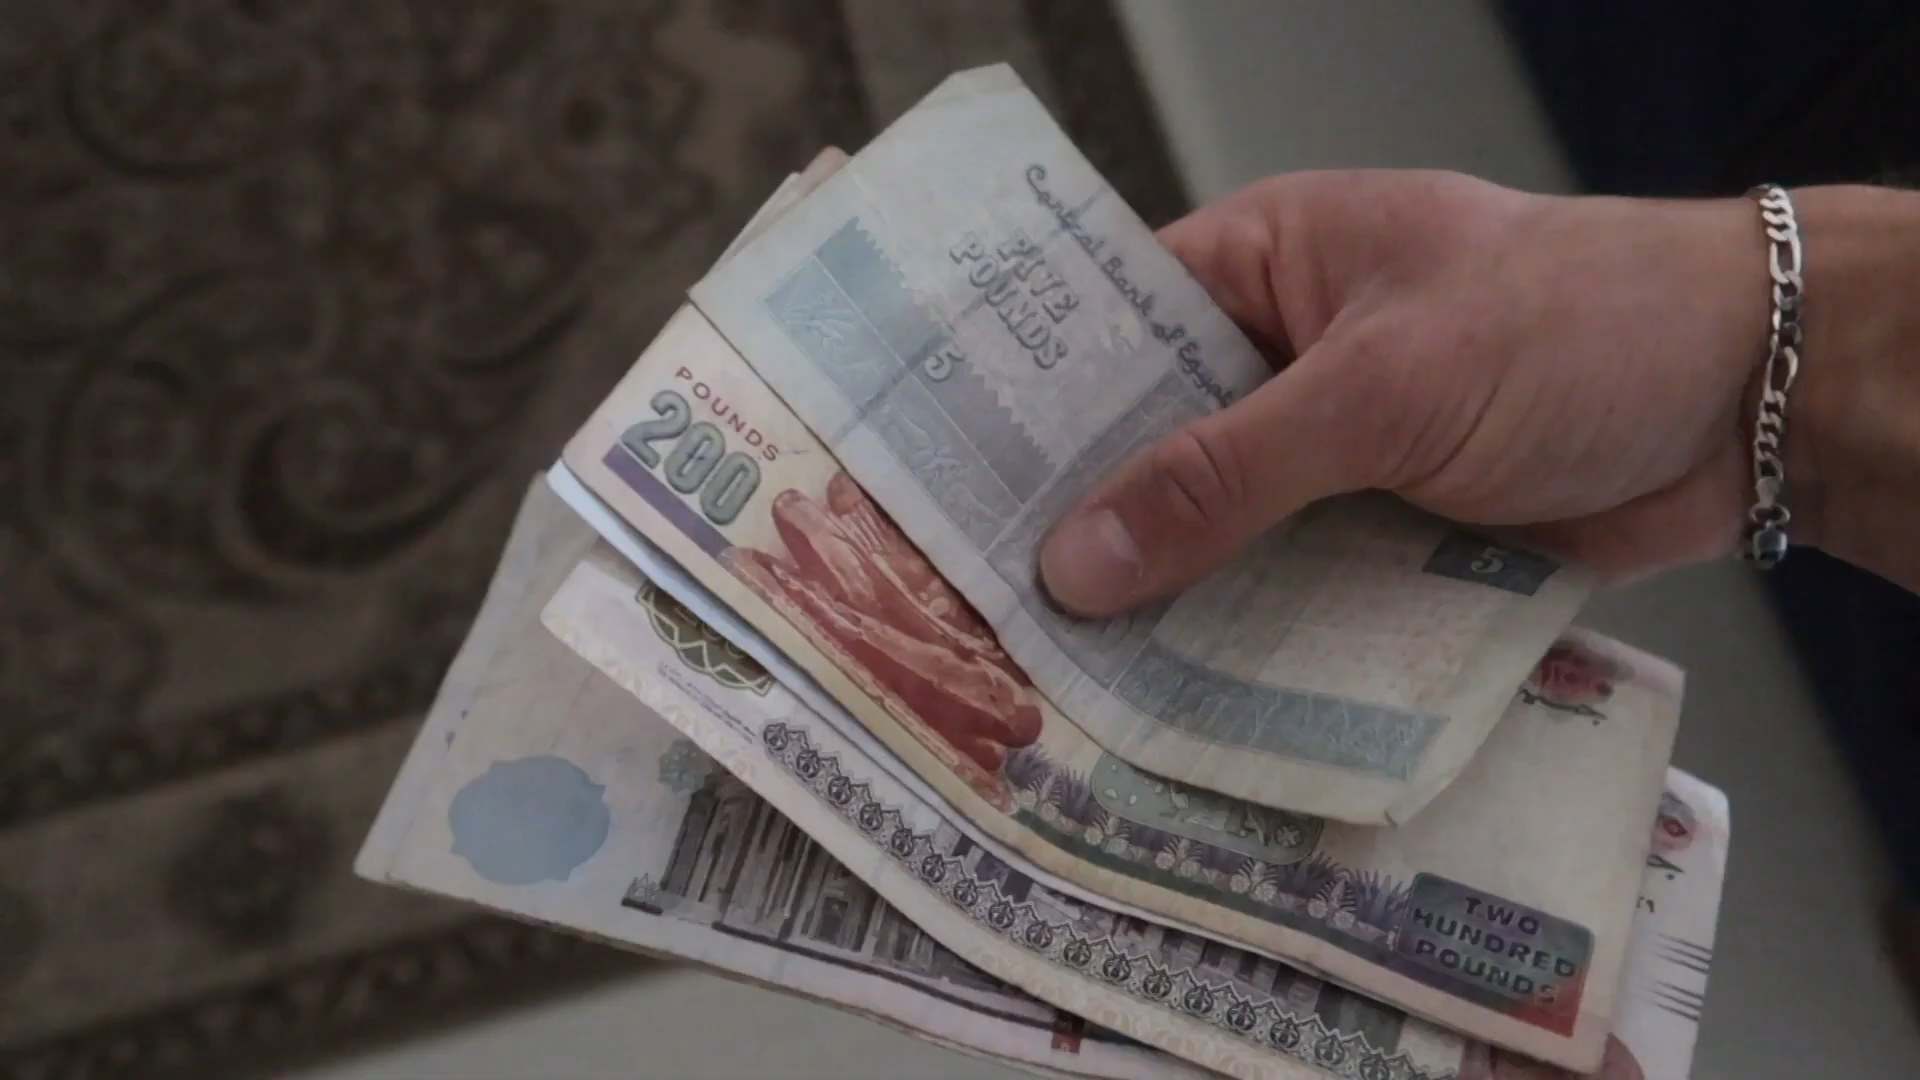 Central Bank of Egypt
FIVE
POUNDS
5
5
POUNDS
200
TWO
HUNDRED
POUNDS